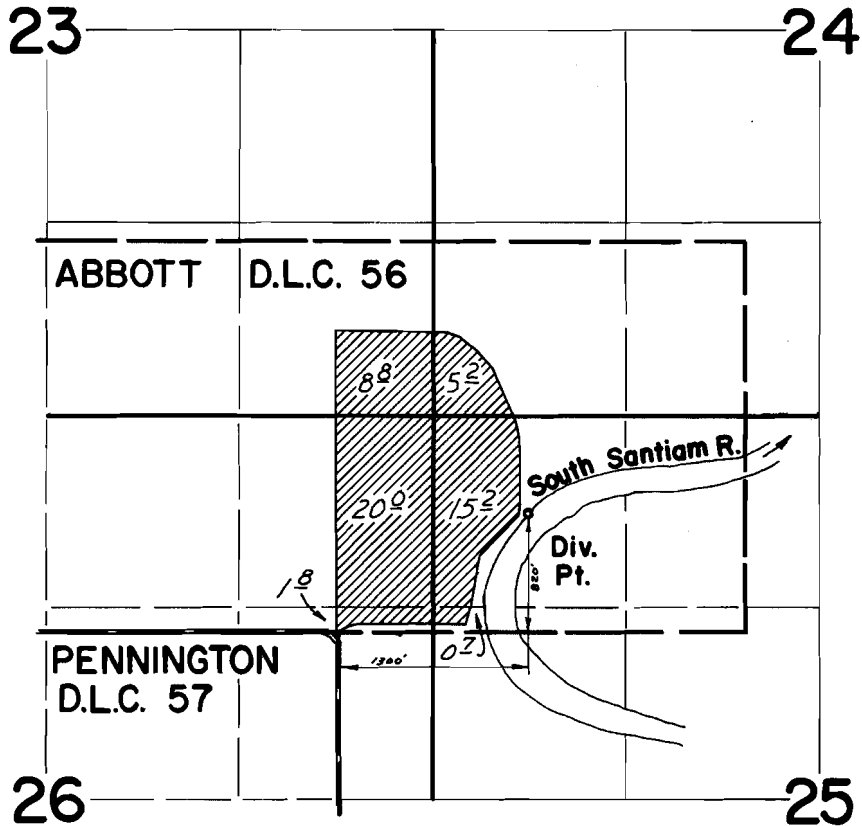 23
24
ABBOTT D.L.C. 56
8 8
5 2
South Santiam R.
20 0
15 2
Div.
Pt.
820'
1 8
PENNINGTON
D.L.C. 57
1300'
0 7
26
25